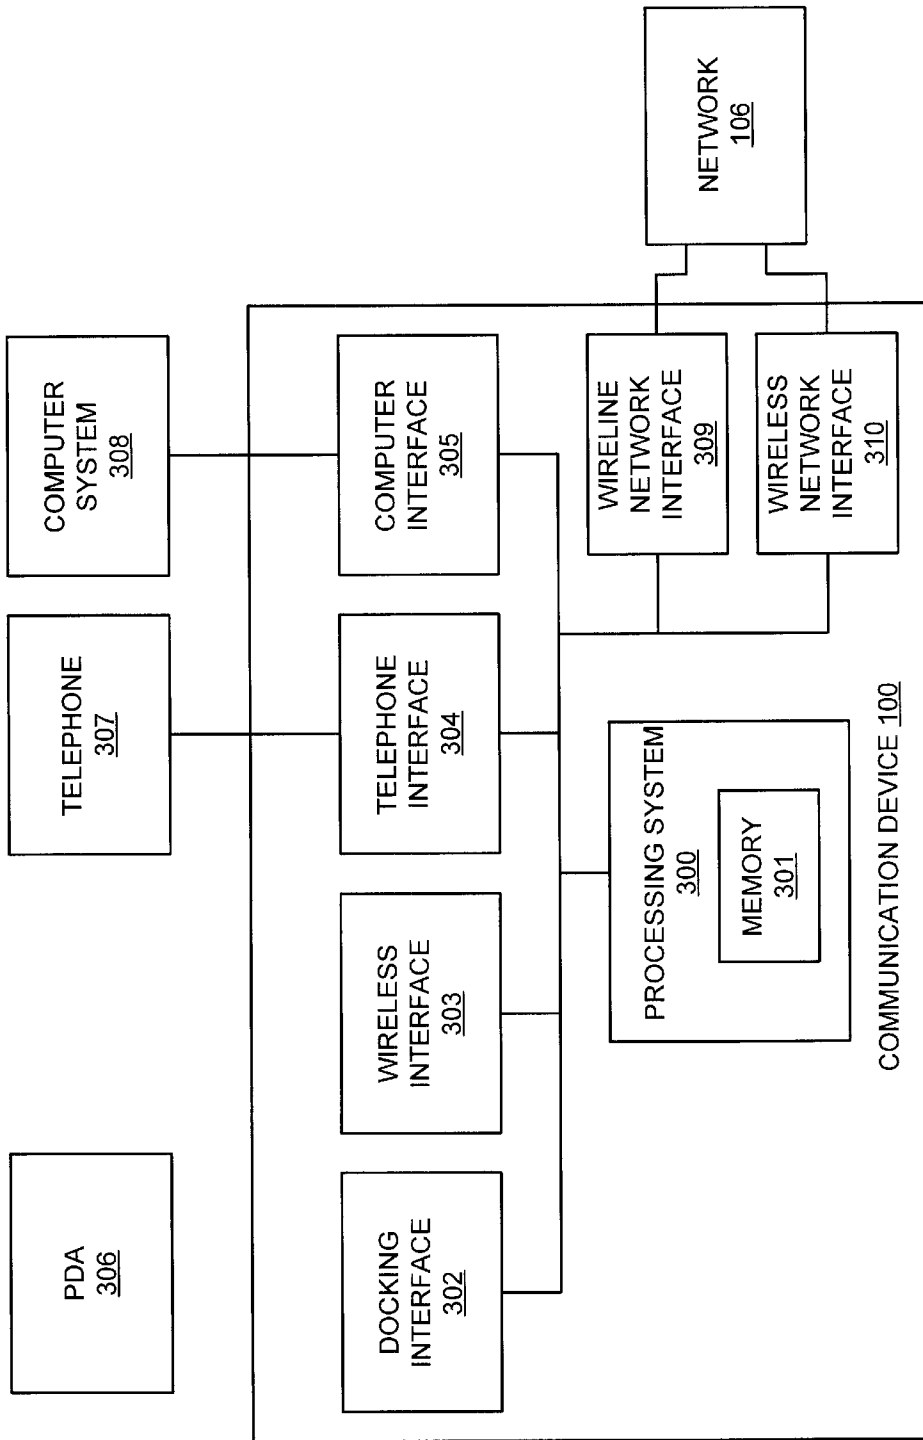 PDA
306
TELEPHONE
307
COMPUTER
SYSTEM
308
DOCKING
INTERFACE
302
WIRELESS
INTERFACE
303
TELEPHONE
INTERFACE
304
COMPUTER
INTERFACE
305
PROCESSING SYSTEM
300
MEMORY
301
WIRELINE
NETWORK
INTERFACE
309
WIRELESS
NETWORK
INTERFACE
310
NETWORK
106
COMMUNICATION DEVICE 100